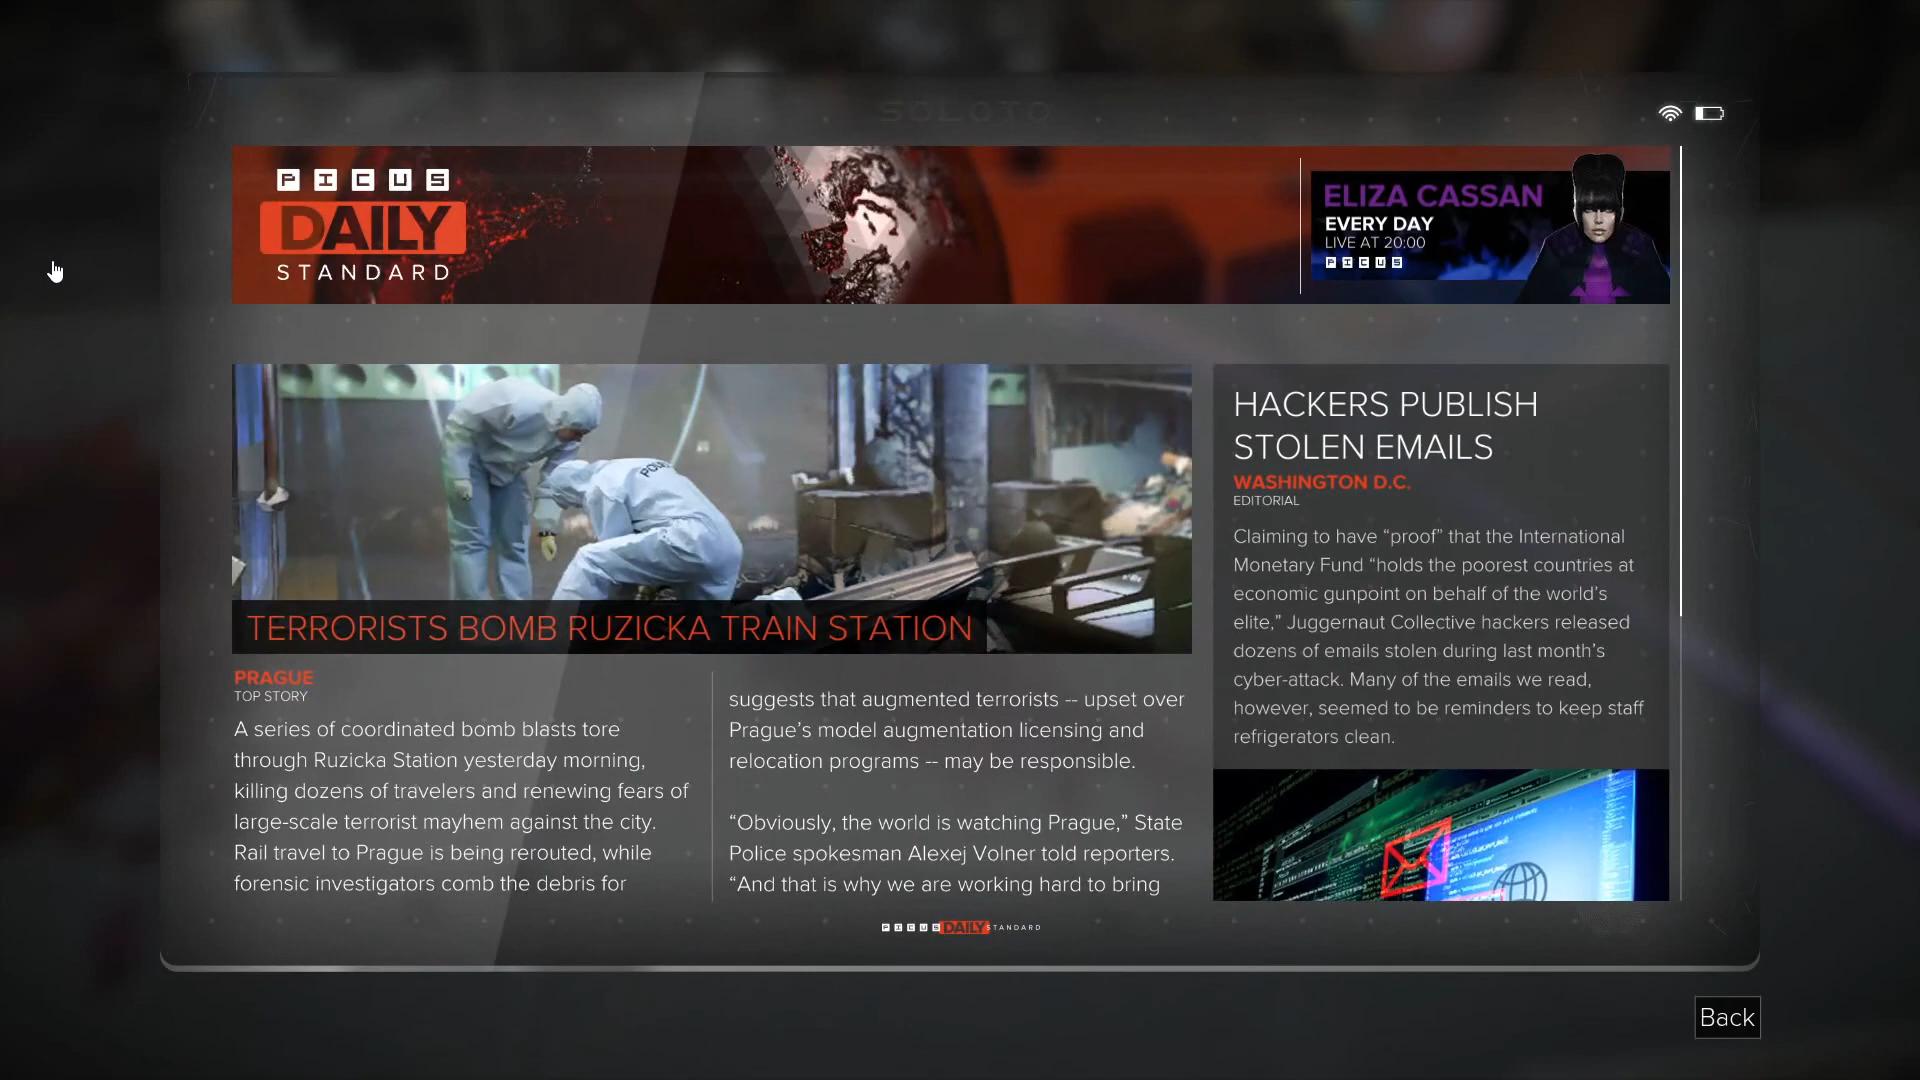 SOLOTO
PICUS
DAILY
STANDARD
ELIZA CASSAN
EVERY DAY
LIVE AT 20:00
PICUS
POLI
TERRORISTS BOMB RUZICKA TRAIN STATION
PRAGUE
TOP STORY
A series of coordinated bomb blasts tore
through Ruzicka Station yesterday morning,
killing dozens of travelers and renewing fears of
large-scale terrorist mayhem against the city.
Rail travel to Prague is being rerouted, while
forensic investigators comb the debris for
suggests that augmented terrorists -- upset over
Prague's model augmentation licensing and
relocation programs -- may be responsible.
“Obviously, the world is watching Prague,” State
Police spokesman Alexej Volner told reporters.
“And that is why we are working hard to bring
HACKERS PUBLISH
STOLEN EMAILS
WASHINGTON D.C.
EDITORIAL
Claiming to have “proof” that the International
Monetary Fund “holds the poorest countries at
economic gunpoint on behalf of the world's
elite,” Juggernaut Collective hackers released
dozens of emails stolen during last month's
cyber-attack. Many of the emails we read,
however, seemed to be reminders to keep staff
refrigerators clean.
PICUS DAILY STANDARD
Back